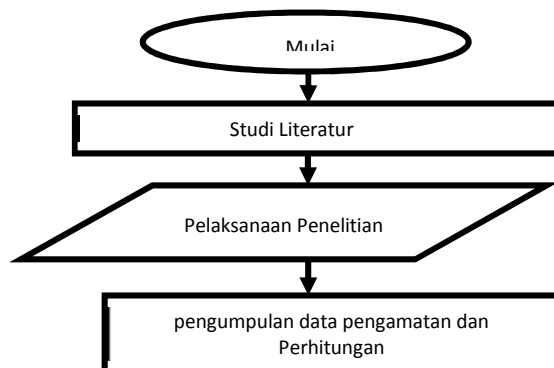 Mulai
Studi Literatur
Pelaksanaan Penelitian
pengumpulan data pengamatan dan
Perhitungan